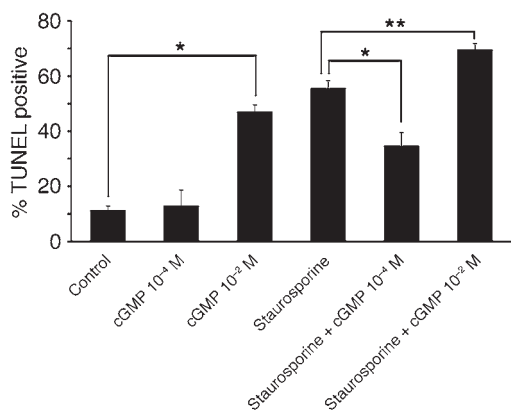 % TUNEL positive
80
60
40
20
0
*
**
*
Control
cGMP 10⁻⁴ M
cGMP 10⁻² M
Staurosporine
Staurosporine + cGMP 10⁻⁴ M
Staurosporine + cGMP 10⁻² M